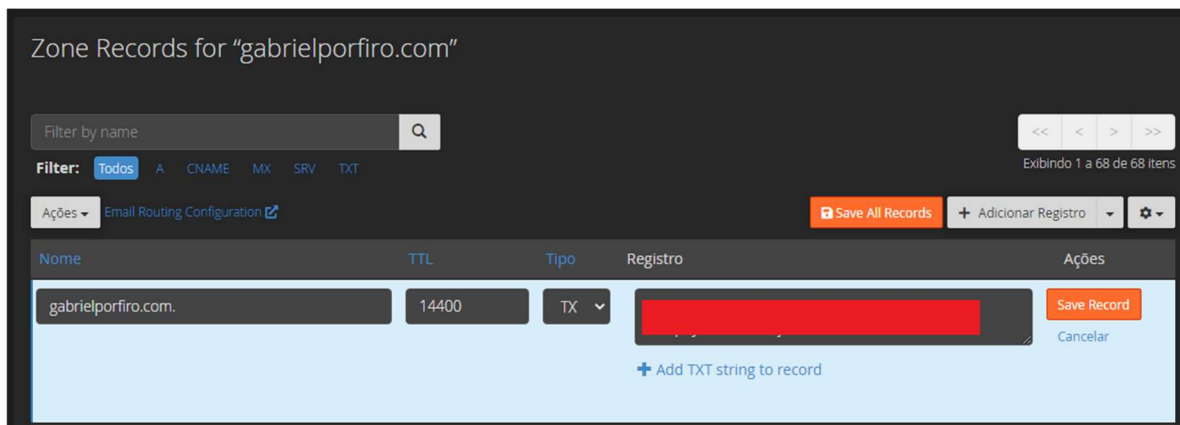 Zone Records for “gabrielporfiro.com”
Filter by name
<< < > >>
Filter: Todos A CNAME MX SRV TXT
Exibindo 1 a 68 de 68 itens
Ações Email Routing Configuration
Save All Records + Adicionar Registro
Nome TTL Tipo Registro Ações
gabrielporfiro.com. 14400 TX Save Record
Cancelar
+ Add TXT string to record